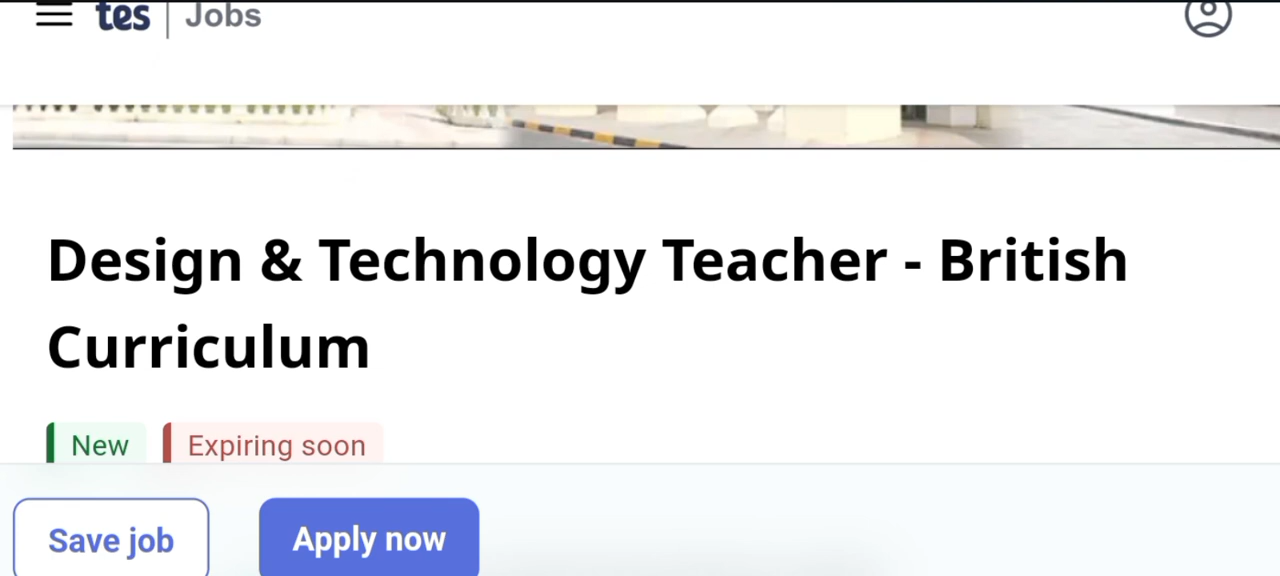 tes | Jobs
Design & Technology Teacher - British
Curriculum
New Expiring soon
Save job Apply now